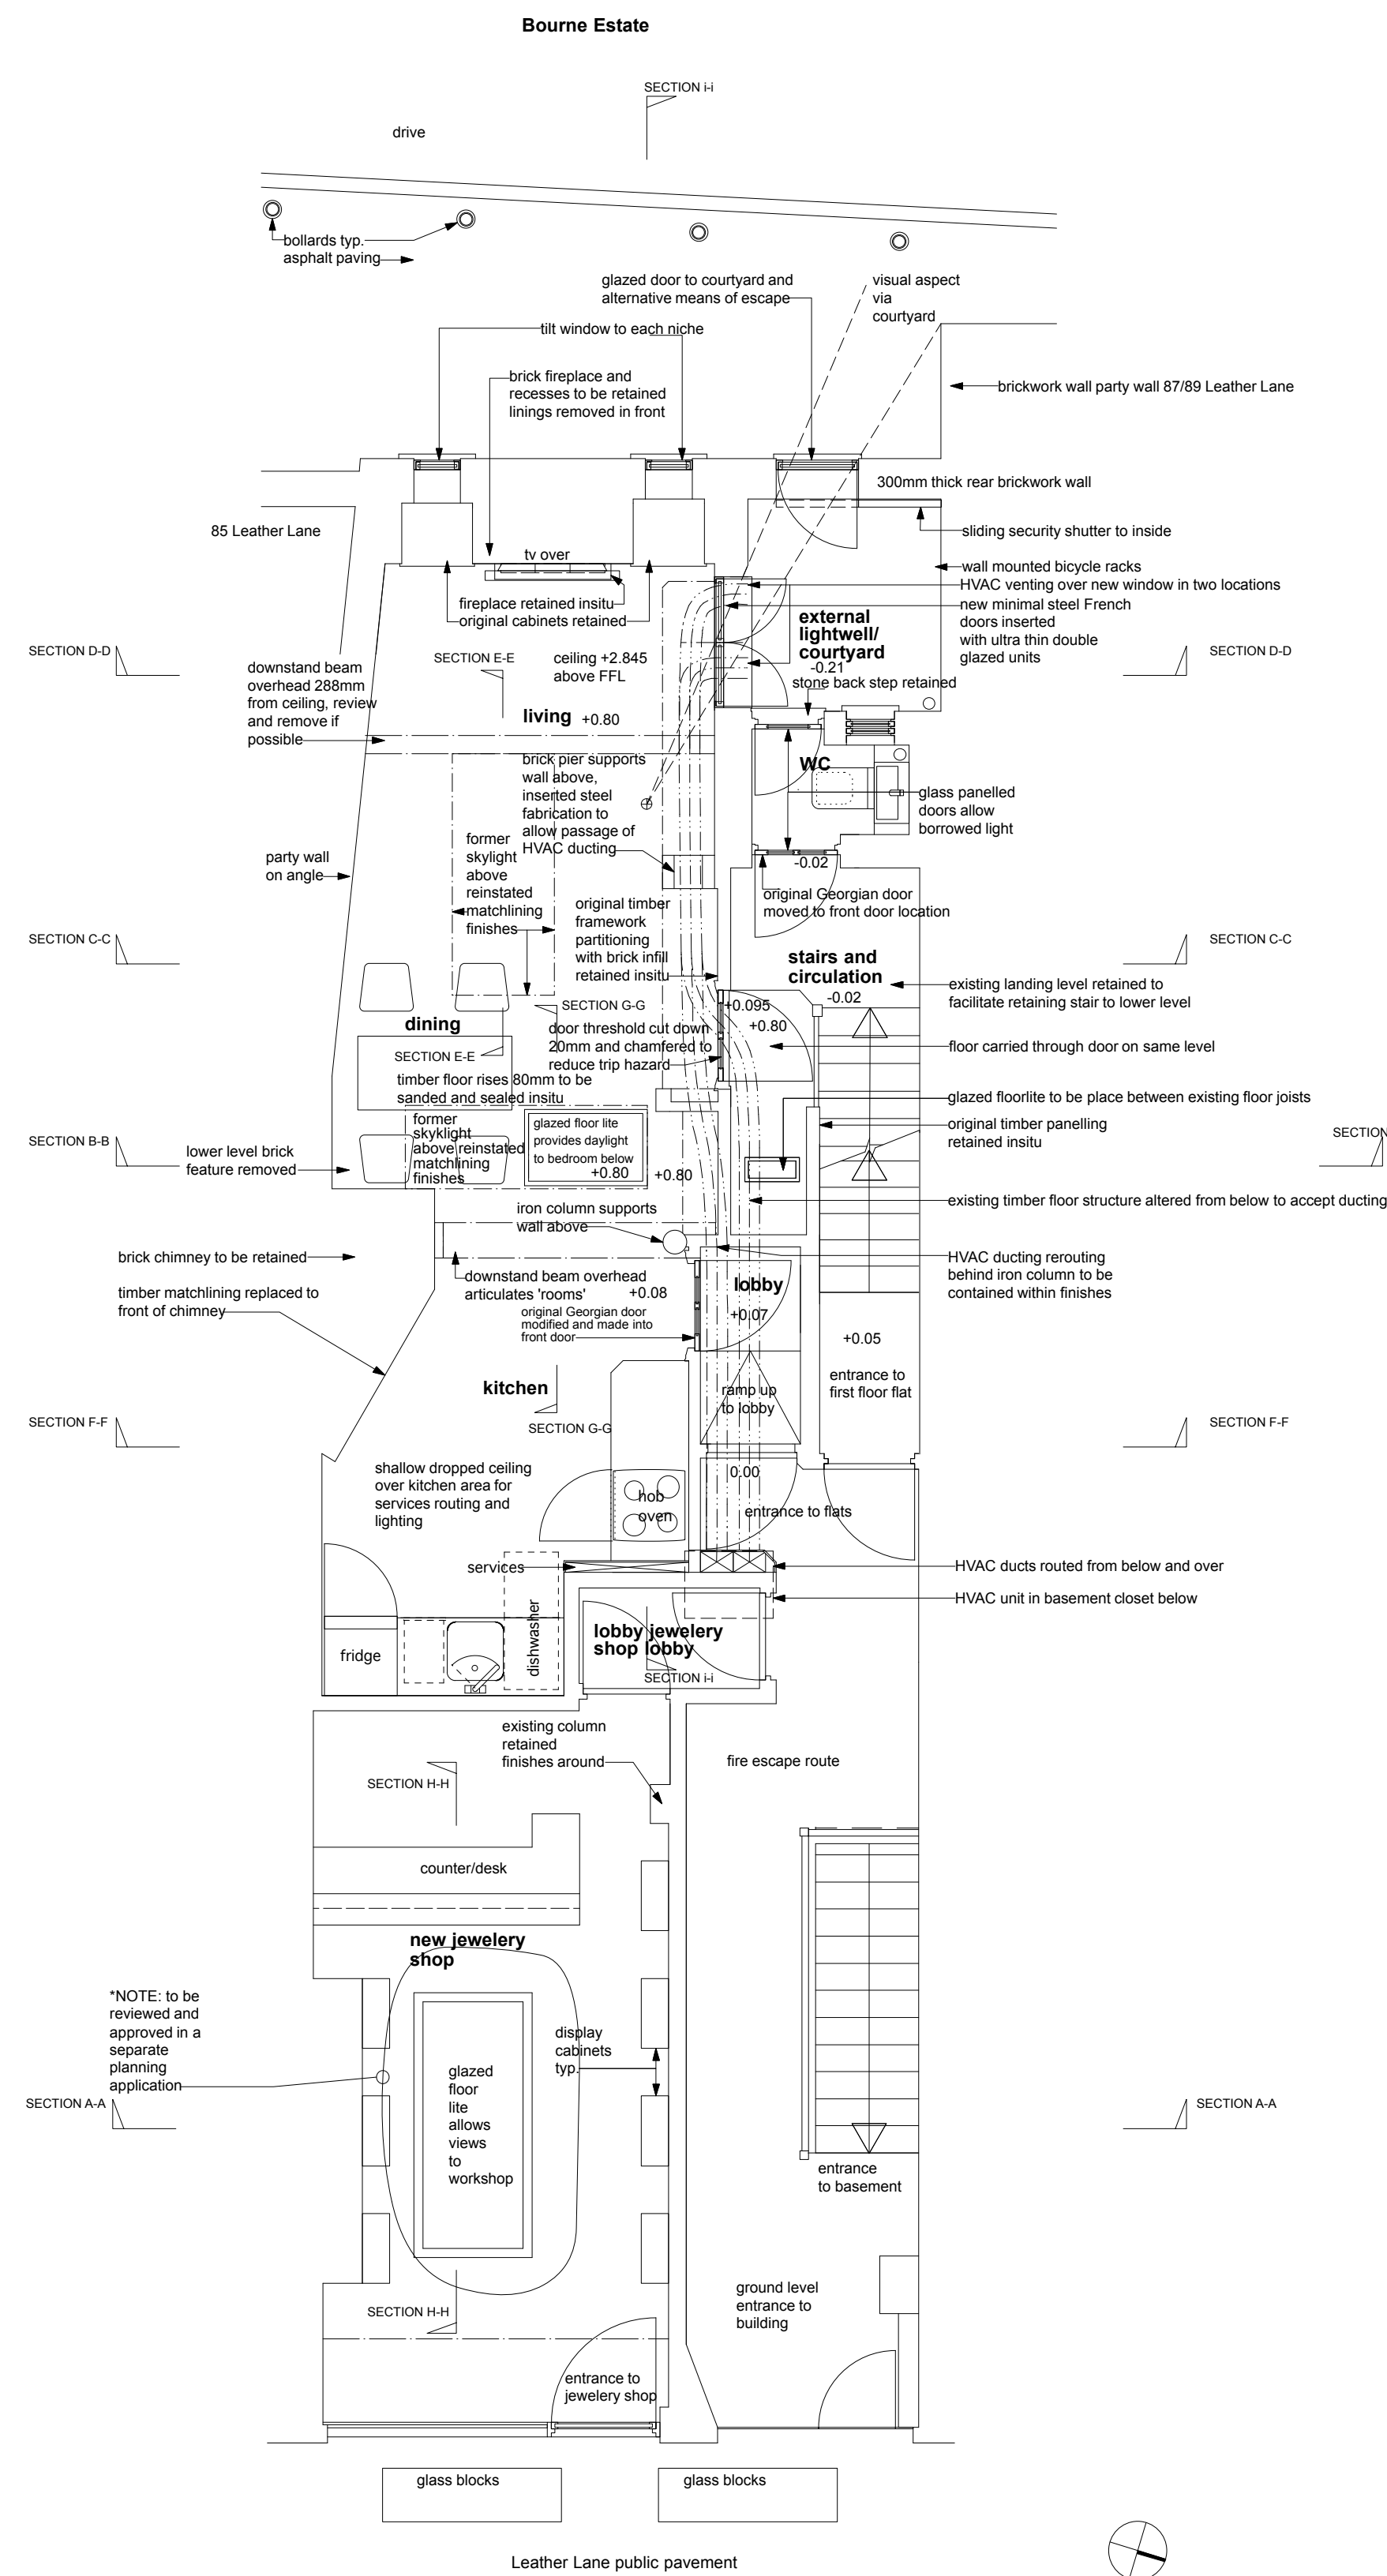 Bourne Estate
SECTION i-i
drive
bollards typ.
asphalt paving
glazed door to courtyard and
alternative means of escape
visual aspect
via
courtyard
tilt window to each niche
brick fireplace and
recesses to be retained
linings removed in front
brickwork wall party wall 87/89 Leather Lane
300mm thick rear brickwork wall
85 Leather Lane
sliding security shutter to inside
tv over
wall mounted bicycle racks
HVAC venting over new window in two locations
fireplace retained insitu
original cabinets retained
new minimal steel French
doors inserted
with ultra thin double
glazed units
external
lightwell/
courtyard
-0.21
stone back step retained
SECTION D-D
SECTION E-E
ceiling +2.845
above FFL
SECTION D-D
downstand beam
overhead 288mm
from ceiling, review
and remove if
possible
living +0.80
brick pier supports
wall above,
inserted steel
fabrication to
allow passage of
HVAC ducting
WC
glass panelled
doors allow
borrowed light
former
skylight
above
reinstated
matchlining
finishes
party wall
on angle
-0.02
original Georgian door
moved to front door location
original timber
framework
partitioning
with brick infill
retained insitu
SECTION C-C
stairs and
circulation
-0.02
SECTION C-C
existing landing level retained to
facilitate retaining stair to lower level
SECTION G-G
+0.095
+0.80
dining
door threshold cut down
20mm and chamfered to
reduce trip hazard
floor carried through door on same level
SECTION E-E
timber floor rises 80mm to be
sanded and sealed insitu
glazed floorlite to be place between existing floor joists
former
skyklight
above reinstated
matchlining
finishes
glazed floor lite
provides daylight
to bedroom below
+0.80
+0.80
original timber panelling
retained insitu
SECTION B-B
SECTION
lower level brick
feature removed
existing timber floor structure altered from below to accept ducting
iron column supports
wall above
brick chimney to be retained
HVAC ducting rerouting
behind iron column to be
contained within finishes
downstand beam overhead
articulates 'rooms'
+0.08
lobby
+0.07
timber matchlining replaced to
front of chimney
original Georgian door
modified and made into
front door
+0.05
entrance to
first floor flat
kitchen
ramp up
to lobby
SECTION F-F
SECTION G-G
SECTION F-F
shallow dropped ceiling
over kitchen area for
services routing and
lighting
0.00
hob
oven
entrance to flats
services
HVAC ducts routed from below and over
HVAC unit in basement closet below
dishwasher
lobby jewelery
shop lobby
fridge
SECTION i-i
existing column
retained
finishes around
fire escape route
SECTION H-H
counter/desk
new jewelery
shop
*NOTE: to be
reviewed and
approved in a
separate
planning
application
display
cabinets
typ.
glazed
floor
lite
allows
views
to
workshop
SECTION A-A
SECTION A-A
entrance
to basement
ground level
entrance to
building
SECTION H-H
entrance to
jewelery shop
glass blocks
glass blocks
Leather Lane public pavement